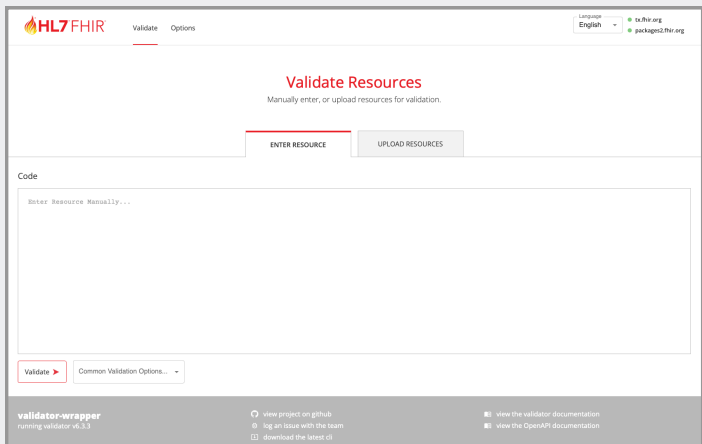 HL7 FHIR
Validate Options
Language
English
tx.fhir.org
packages2.fhir.org
Validate Resources
Manually enter, or upload resources for validation.
ENTER RESOURCE UPLOAD RESOURCES
Code
Enter Resource Manually...
Validate Common Validation Options...
validator-wrapper
running validator v6.3.3
view project on github
log an issue with the team
download the latest cli
view the validator documentation
view the OpenAPI documentation